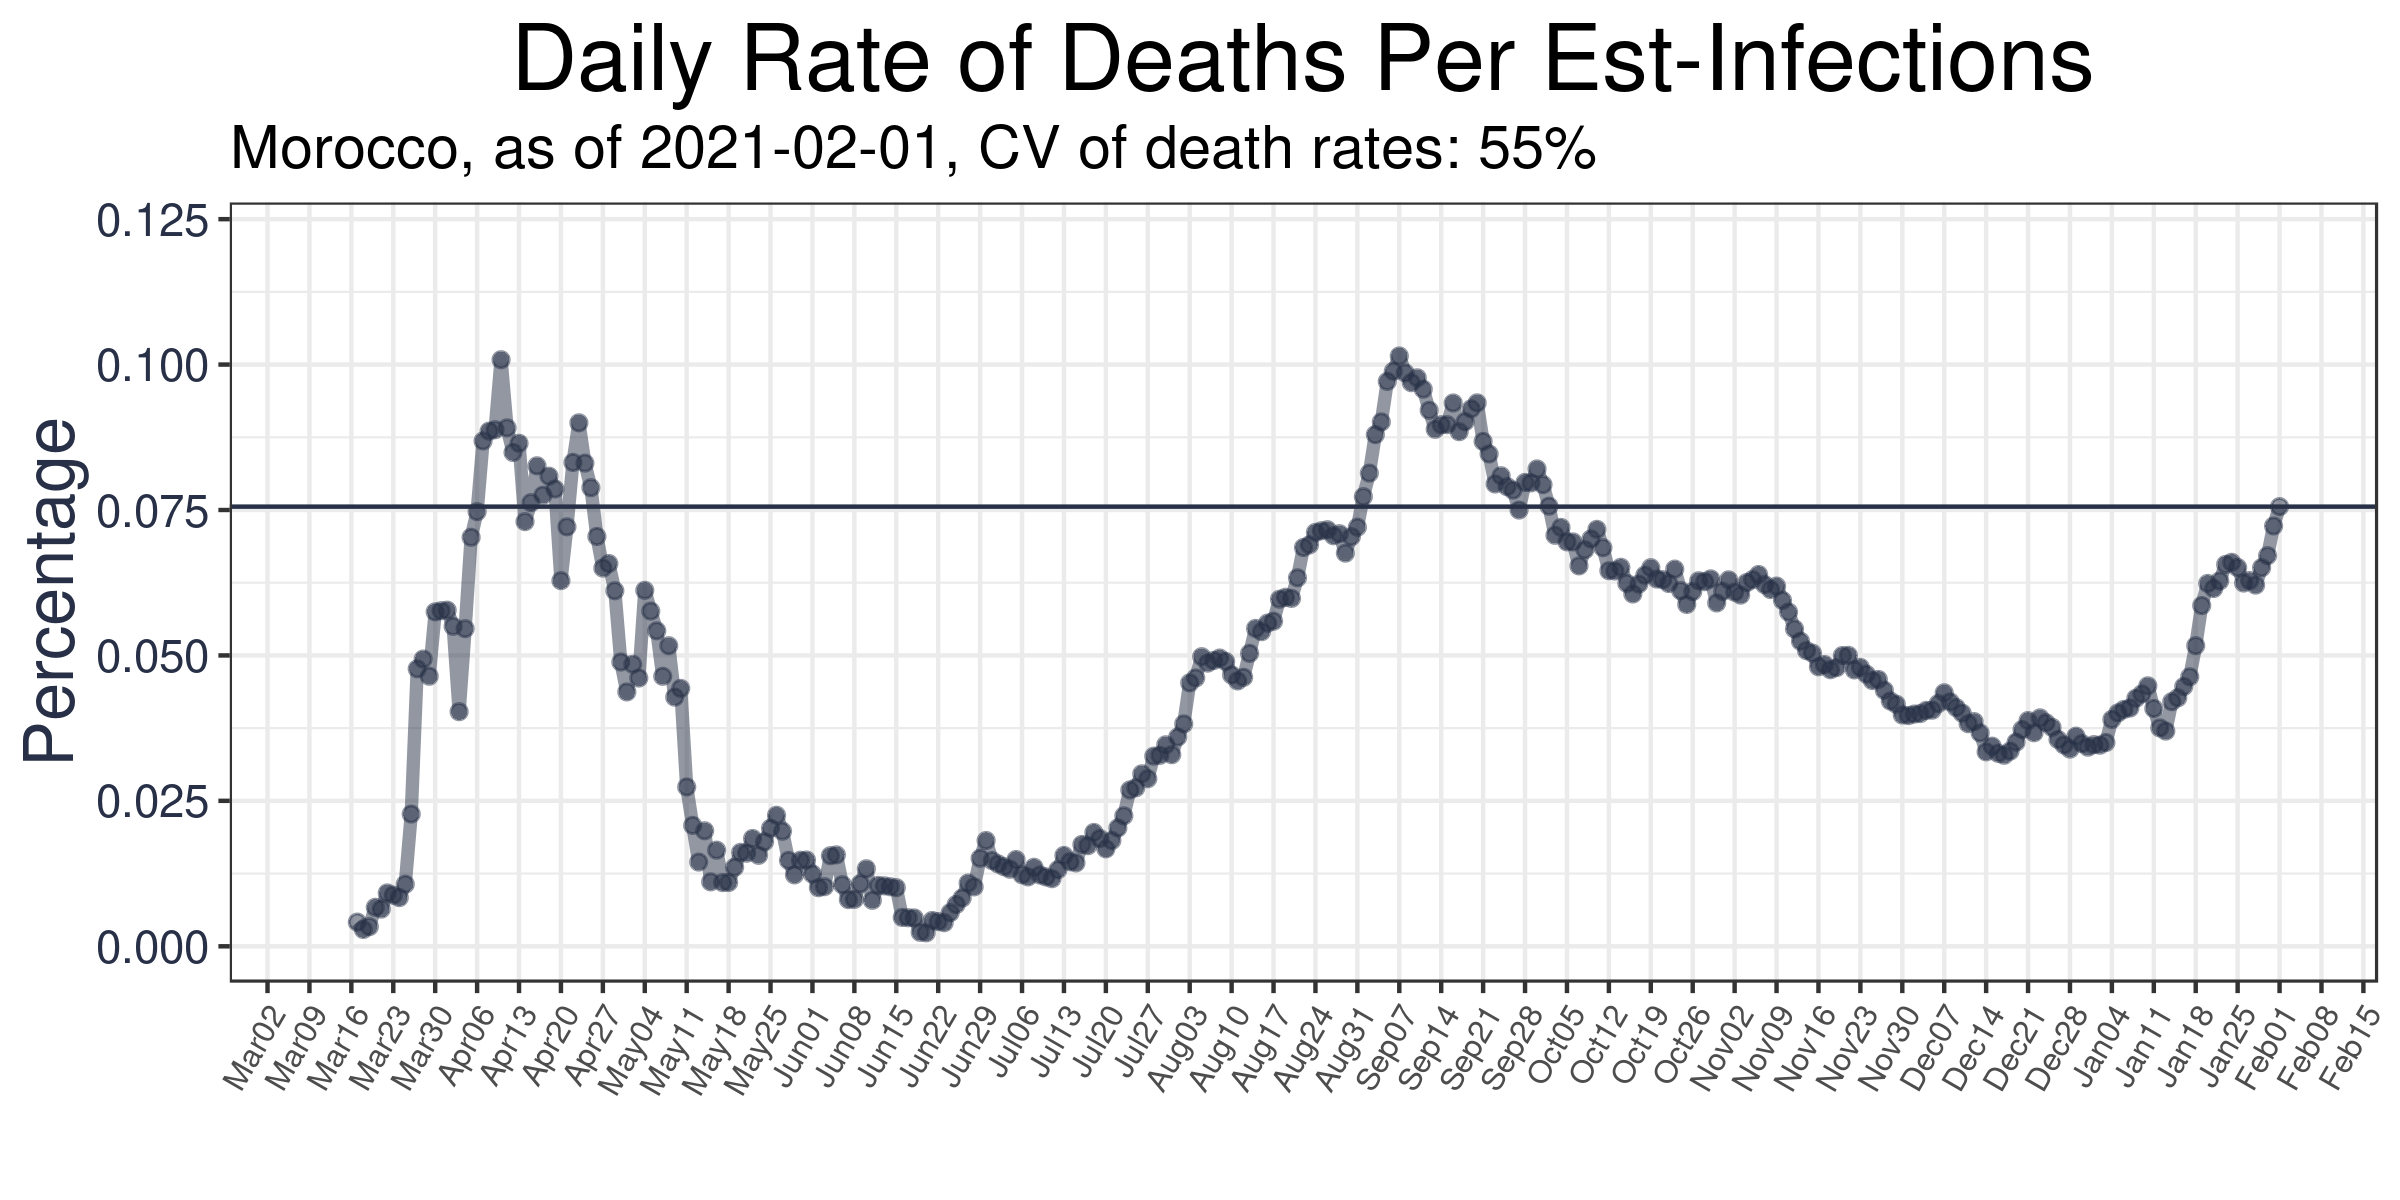 Daily Rate of Deaths Per Est-Infections
Morocco, as of 2021-02-01, CV of death rates: 55%
Percentage
0.125
0.100
0.075
0.050
0.025
0.000
Mar02
Mar09
Mar16
Mar23
Mar30
Apr06
Apr13
Apr20
Apr27
May04
May11
May18
May25
Jun01
Jun08
Jun15
Jun22
Jun29
Jul06
Jul13
Jul20
Jul27
Aug03
Aug10
Aug17
Aug24
Aug31
Sep07
Sep14
Sep21
Sep28
Oct05
Oct12
Oct19
Oct26
Nov02
Nov09
Nov16
Nov23
Nov30
Dec07
Dec14
Dec21
Dec28
Jan04
Jan11
Jan18
Jan25
Feb01
Feb08
Feb15